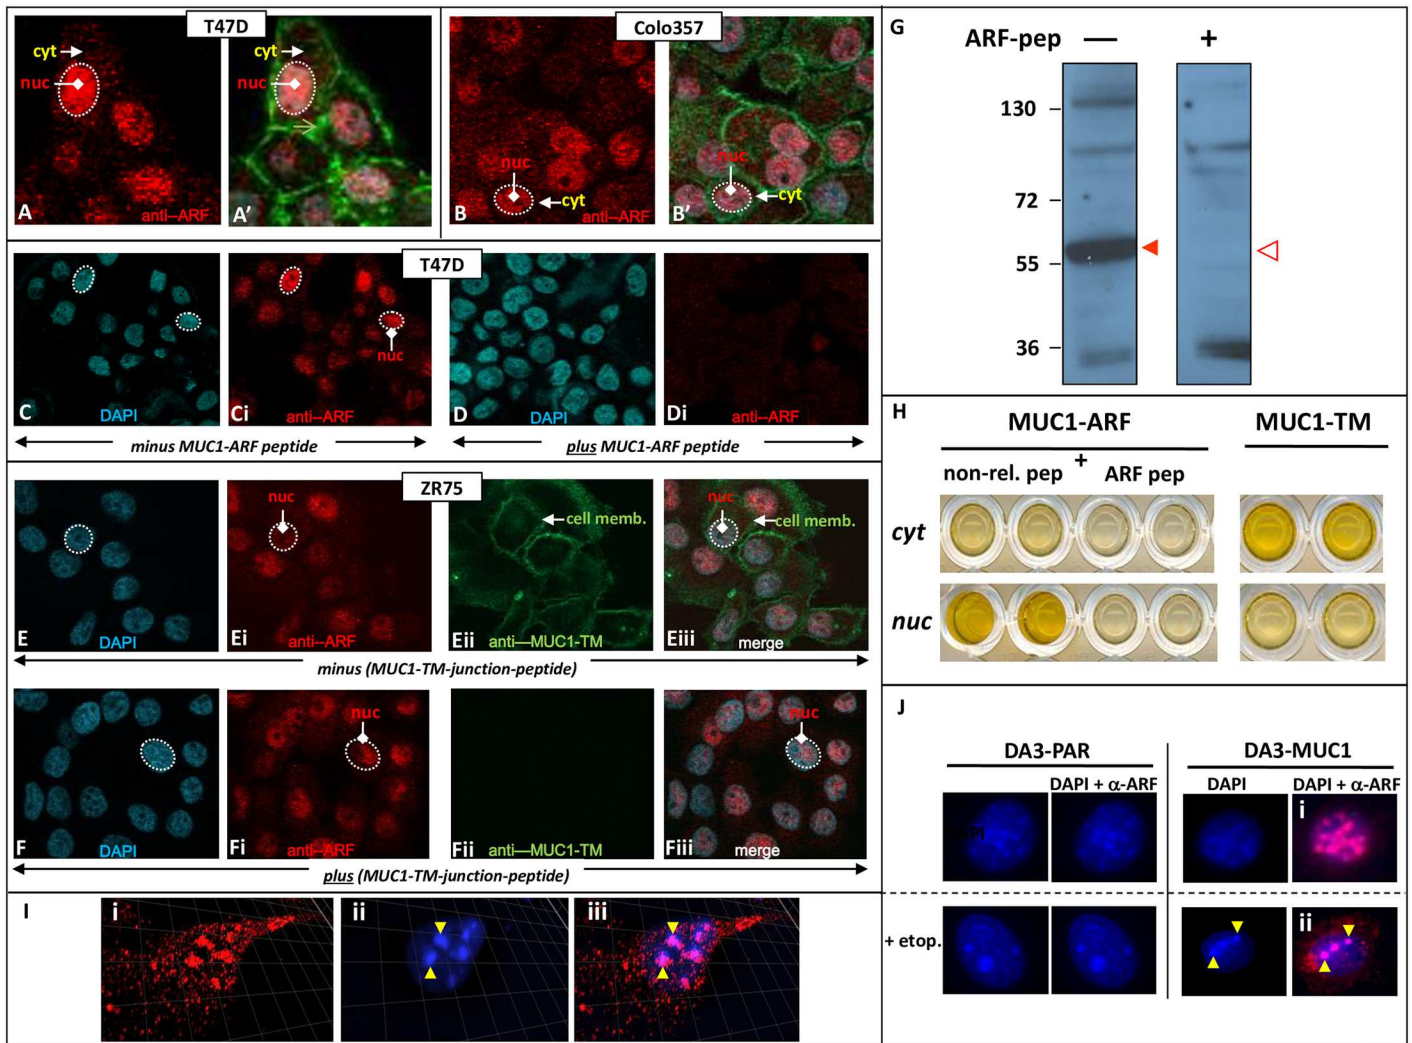 T47D
cyt
nuc
A
anti--ARF
cyt
A'
Colo357
nuc
cyt
B
anti--ARF
nuc
cyt
B'
T47D
C
DAPI
nuc
Ci
anti--ARF
D
DAPI
Di
anti--ARF
minus MUC1-ARF peptide
plus MUC1-ARF peptide
ZR75
E
DAPI
nuc
Ei
anti--ARF
cell memb.
Eii
anti—MUC1-TM
nuc
cell memb.
Eiii
merge
minus (MUC1-TM-junction-peptide)
F
DAPI
nuc
Fi
anti--ARF
Fii
anti—MUC1-TM
nuc
Fiii
merge
plus (MUC1-TM-junction-peptide)
I
i
ii
iii
G
ARF-pep — +
130
72
55
36
H
MUC1-ARF MUC1-TM
+
non-rel. pep ARF pep
cyt
nuc
J
DA3-PAR DA3-MUC1
DAPI + α-ARF DAPI DAPI + α-ARF
i
+ etop.
ii